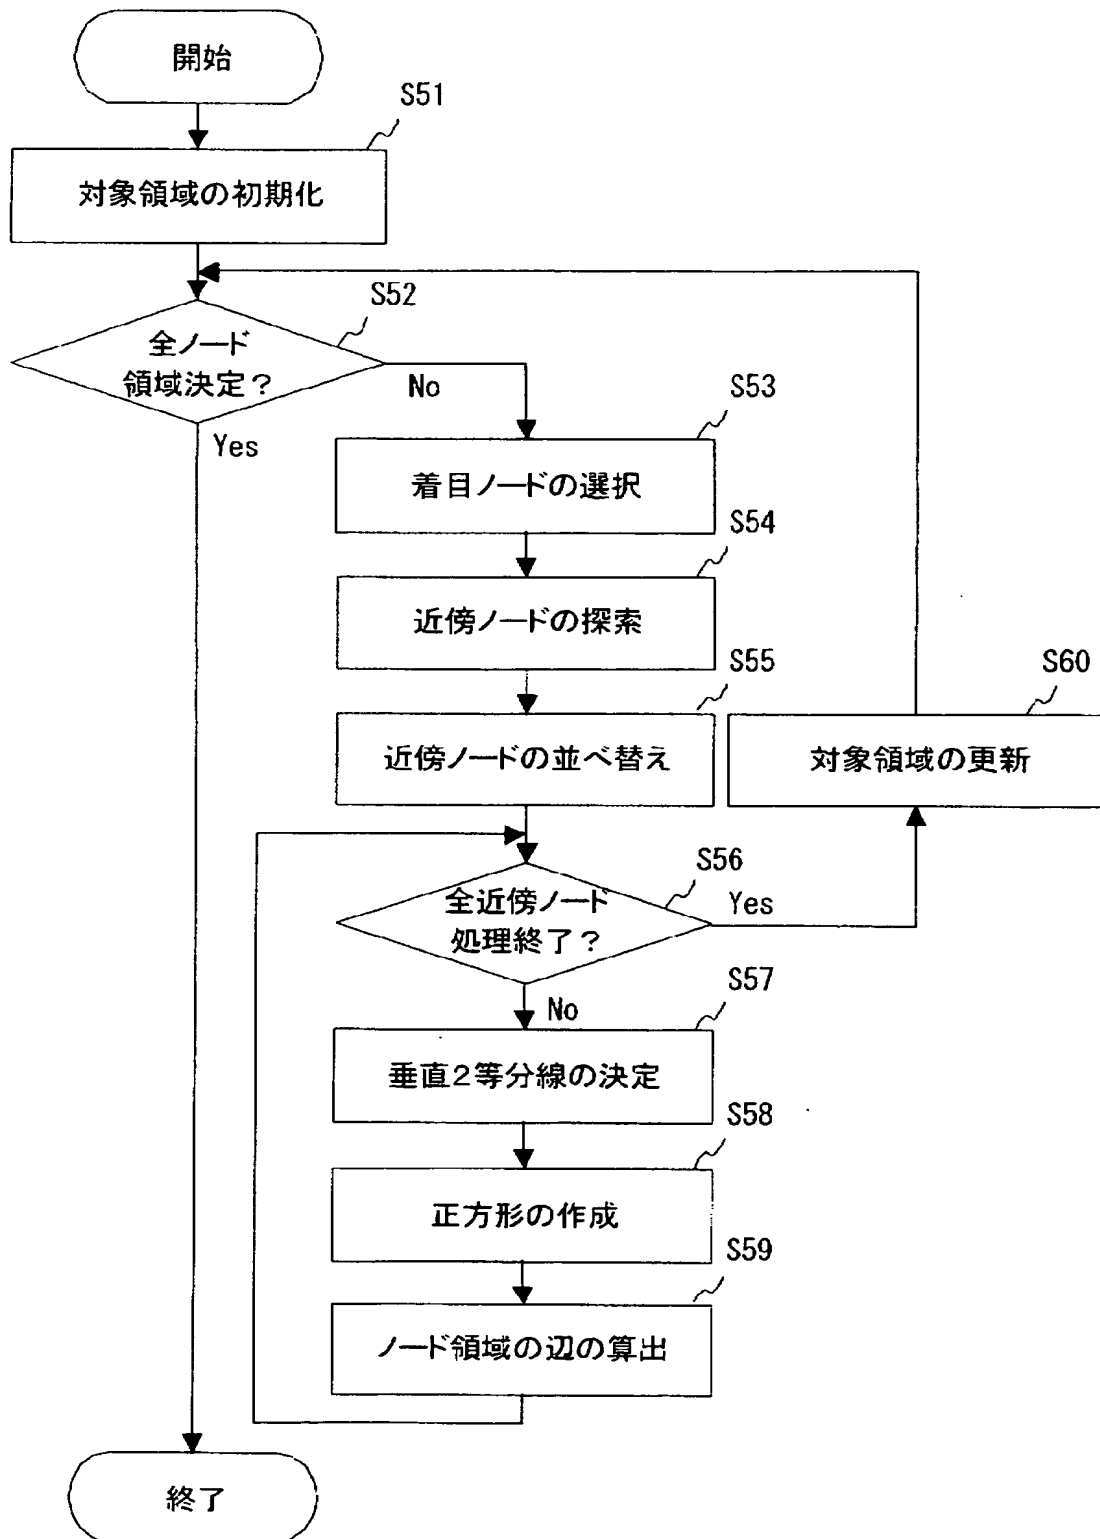 開始
S51
対象領域の初期化
S52
全ノード
領域決定？
No
Yes
S53
着目ノードの選択
S54
近傍ノードの探索
S55
近傍ノードの並べ替え
S60
対象領域の更新
S56
全近傍ノード
処理終了？
Yes
No
S57
垂直２等分線の決定
S58
正方形の作成
S59
ノード領域の辺の算出
終了